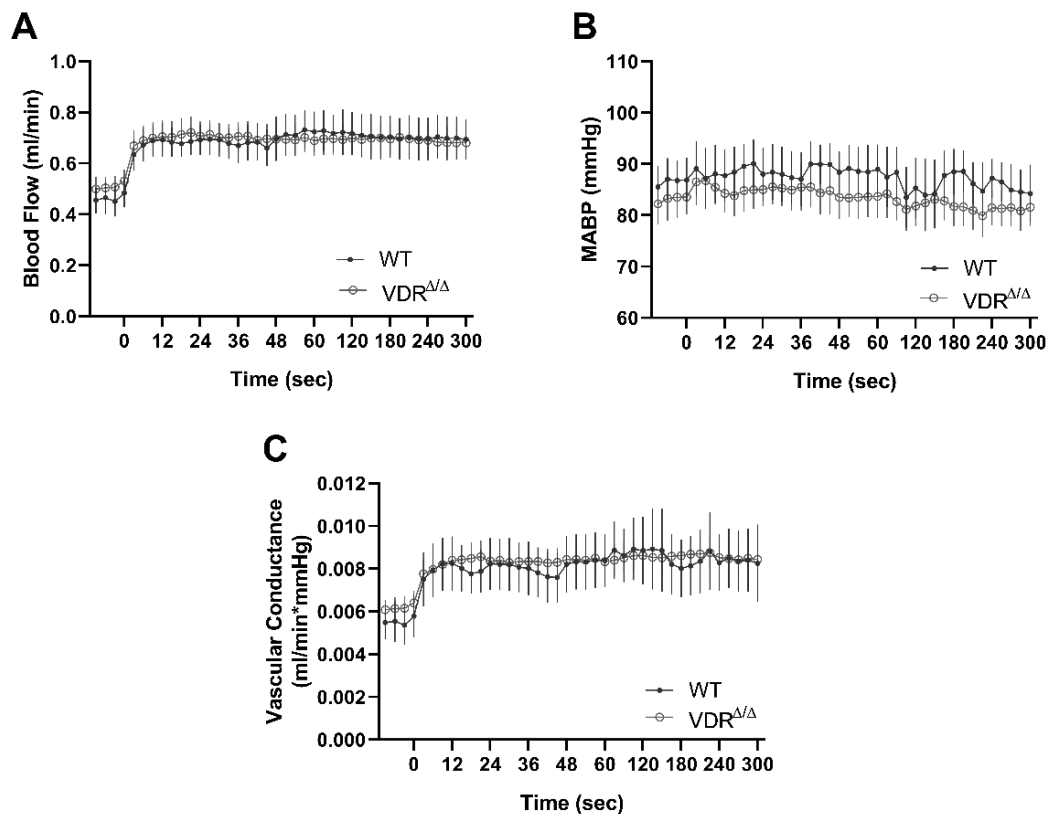 A
Blood Flow (ml/min)
1.0
0.8
0.6
0.4
0.2
0.0
WT
VDRΔ/Δ
0 12 24 36 48 60 120 180 240 300
Time (sec)
B
MABP (mmHg)
110
100
90
80
70
60
WT
VDRΔ/Δ
0 12 24 36 48 60 120 180 240 300
Time (sec)
C
Vascular Conductance
(ml/min*mmHg)
0.012
0.010
0.008
0.006
0.004
0.002
0.000
WT
VDRΔ/Δ
0 12 24 36 48 60 120 180 240 300
Time (sec)